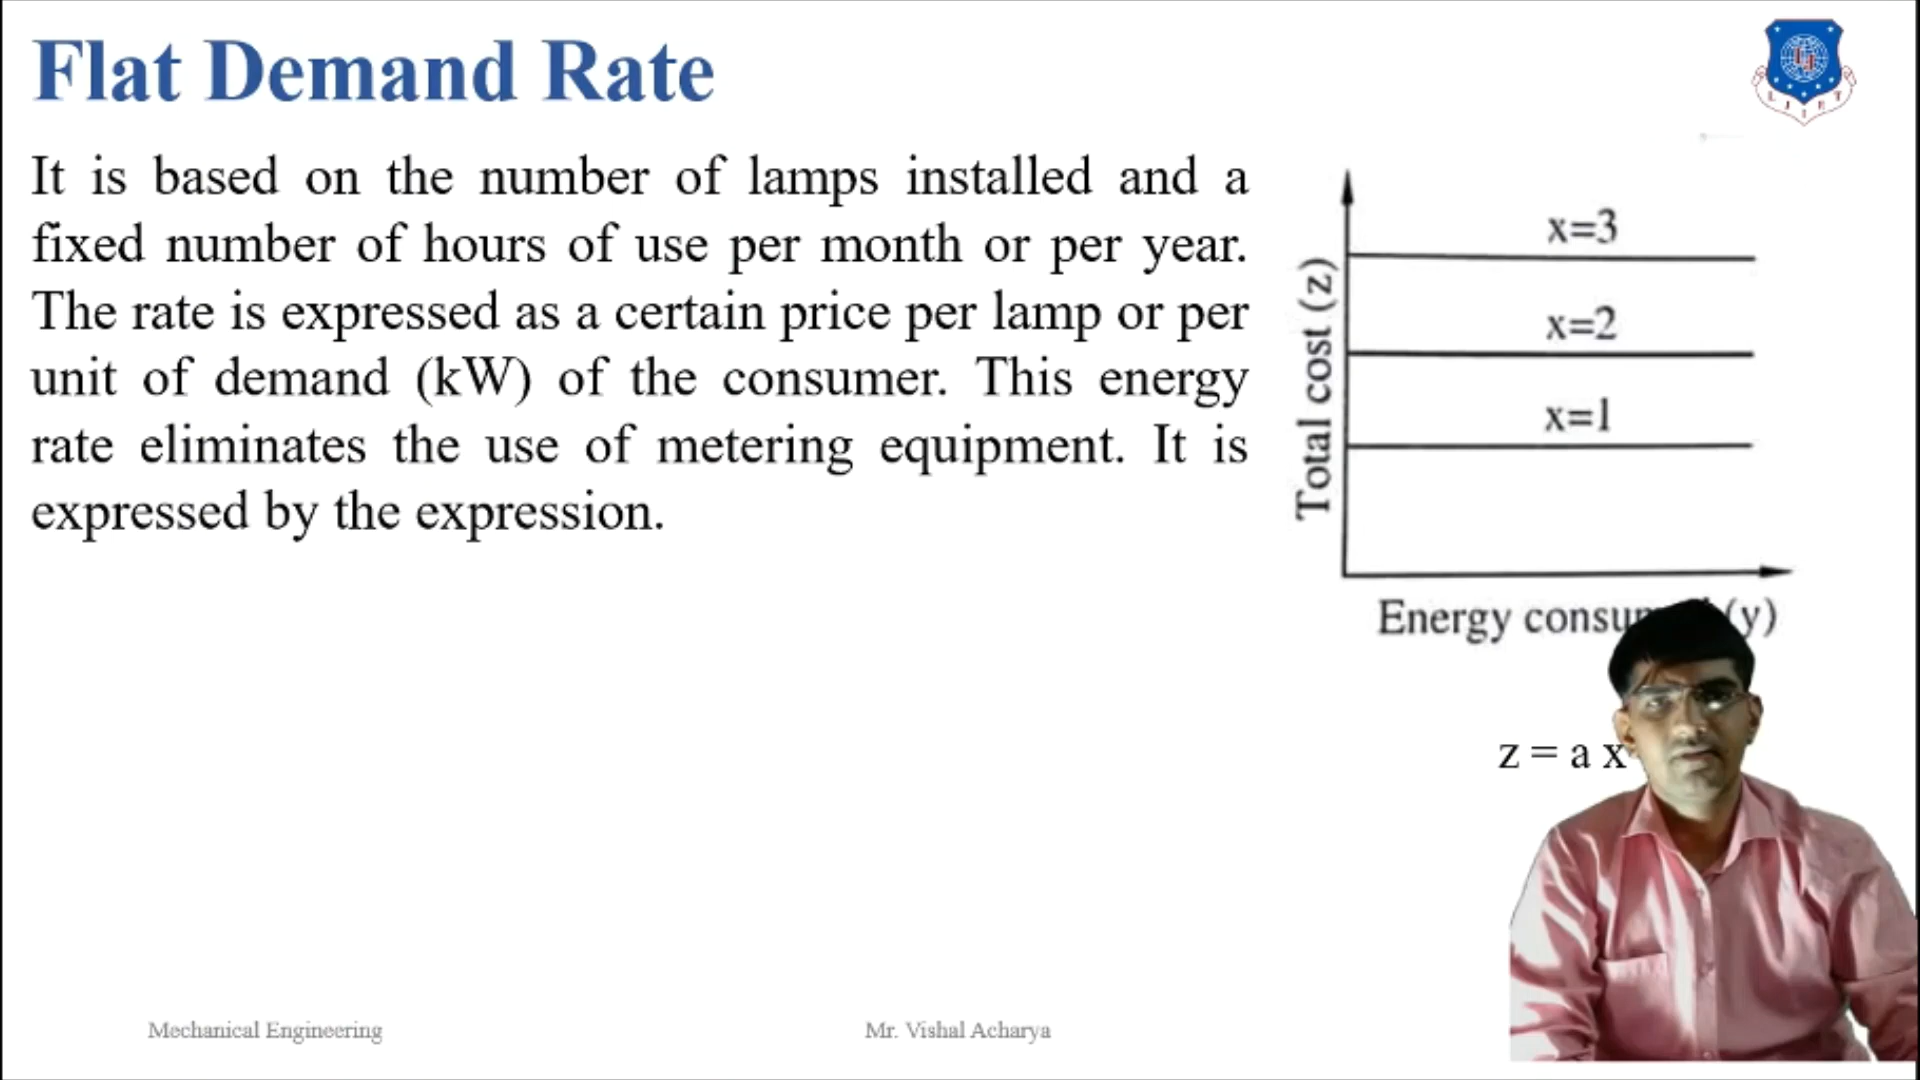 Flat Demand Rate
It is based on the number of lamps installed and a
fixed number of hours of use per month or per year.
The rate is expressed as a certain price per lamp or per
unit of demand (kW) of the consumer. This energy
rate eliminates the use of metering equipment. It is
expressed by the expression.
L J I E T
x=3
x=2
x=1
Total cost (z)
Energy (y)
z = a x
Mechanical Engineering
Mr. Vishal Acharya